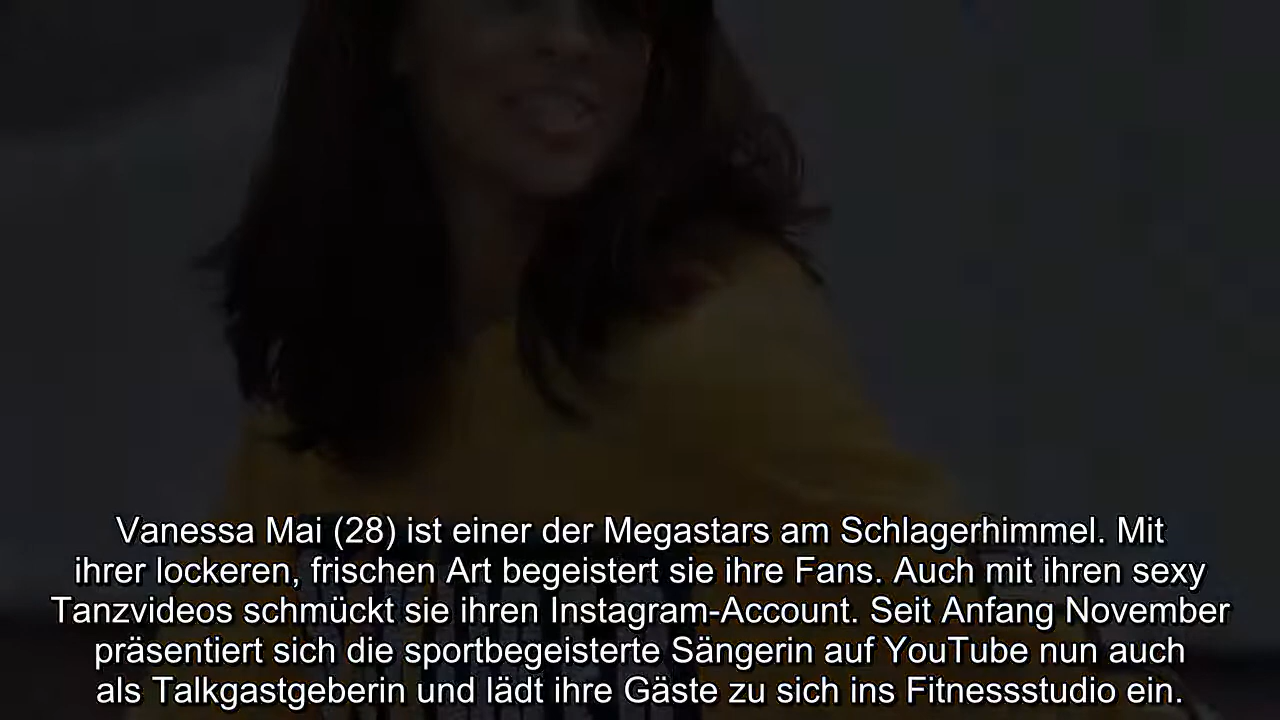 Vanessa Mai (28) ist einer der Megastars am Schlagerhimmel. Mit
ihrer lockeren, frischen Art begeistert sie ihre Fans. Auch mit ihren sexy
Tanzvideos schmückt sie ihren Instagram-Account. Seit Anfang November
präsentiert sich die sportbegeisterte Sängerin auf YouTube nun auch
als Talkgastgeberin und lädt ihre Gäste zu sich ins Fitnessstudio ein.